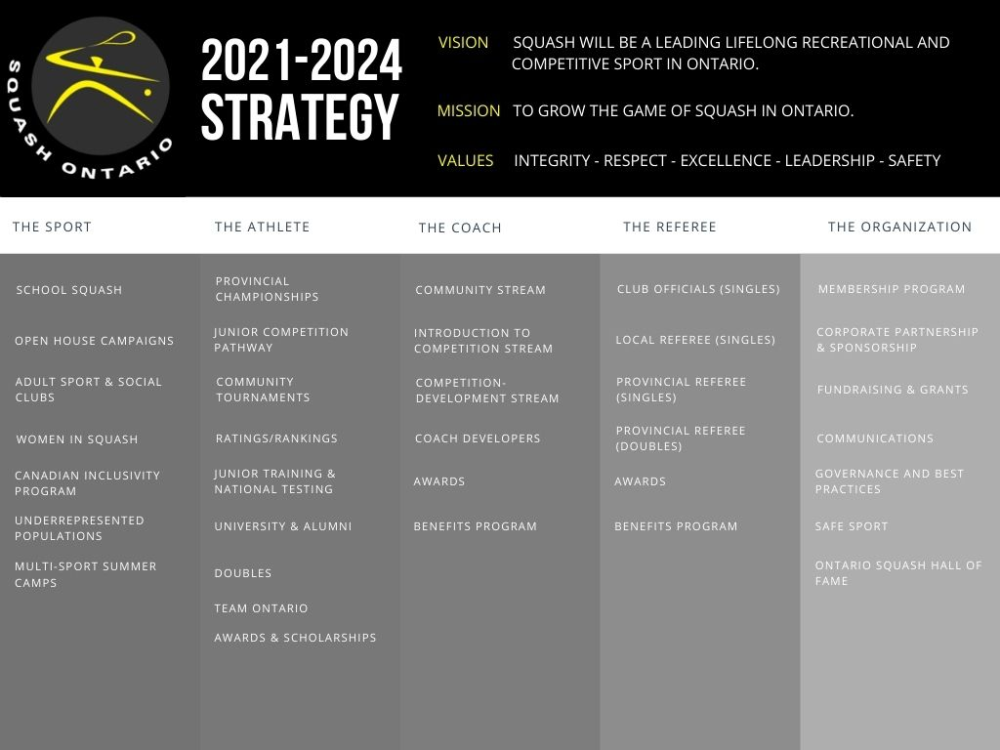 SQUASH ONTARIO
2021-2024
STRATEGY
VISION SQUASH WILL BE A LEADING LIFELONG RECREATIONAL AND
COMPETITIVE SPORT IN ONTARIO.
MISSION TO GROW THE GAME OF SQUASH IN ONTARIO.
VALUES INTEGRITY - RESPECT - EXCELLENCE - LEADERSHIP - SAFETY
THE SPORT
SCHOOL SQUASH
OPEN HOUSE CAMPAIGNS
ADULT SPORT & SOCIAL
CLUBS
WOMEN IN SQUASH
CANADIAN INCLUSIVITY
PROGRAM
UNDERREPRESENTED
POPULATIONS
MULTI-SPORT SUMMER
CAMPS
THE ATHLETE
PROVINCIAL
CHAMPIONSHIPS
JUNIOR COMPETITION
PATHWAY
COMMUNITY
TOURNAMENTS
RATINGS/RANKINGS
JUNIOR TRAINING &
NATIONAL TESTING
UNIVERSITY & ALUMNI
DOUBLES
TEAM ONTARIO
AWARDS & SCHOLARSHIPS
THE COACH
COMMUNITY STREAM
INTRODUCTION TO
COMPETITION STREAM
COMPETITION-
DEVELOPMENT STREAM
COACH DEVELOPERS
AWARDS
BENEFITS PROGRAM
THE REFEREE
CLUB OFFICIALS (SINGLES)
LOCAL REFEREE (SINGLES)
PROVINCIAL REFEREE
(SINGLES)
PROVINCIAL REFEREE
(DOUBLES)
AWARDS
BENEFITS PROGRAM
THE ORGANIZATION
MEMBERSHIP PROGRAM
CORPORATE PARTNERSHIP
& SPONSORSHIP
FUNDRAISING & GRANTS
COMMUNICATIONS
GOVERNANCE AND BEST
PRACTICES
SAFE SPORT
ONTARIO SQUASH HALL OF
FAME